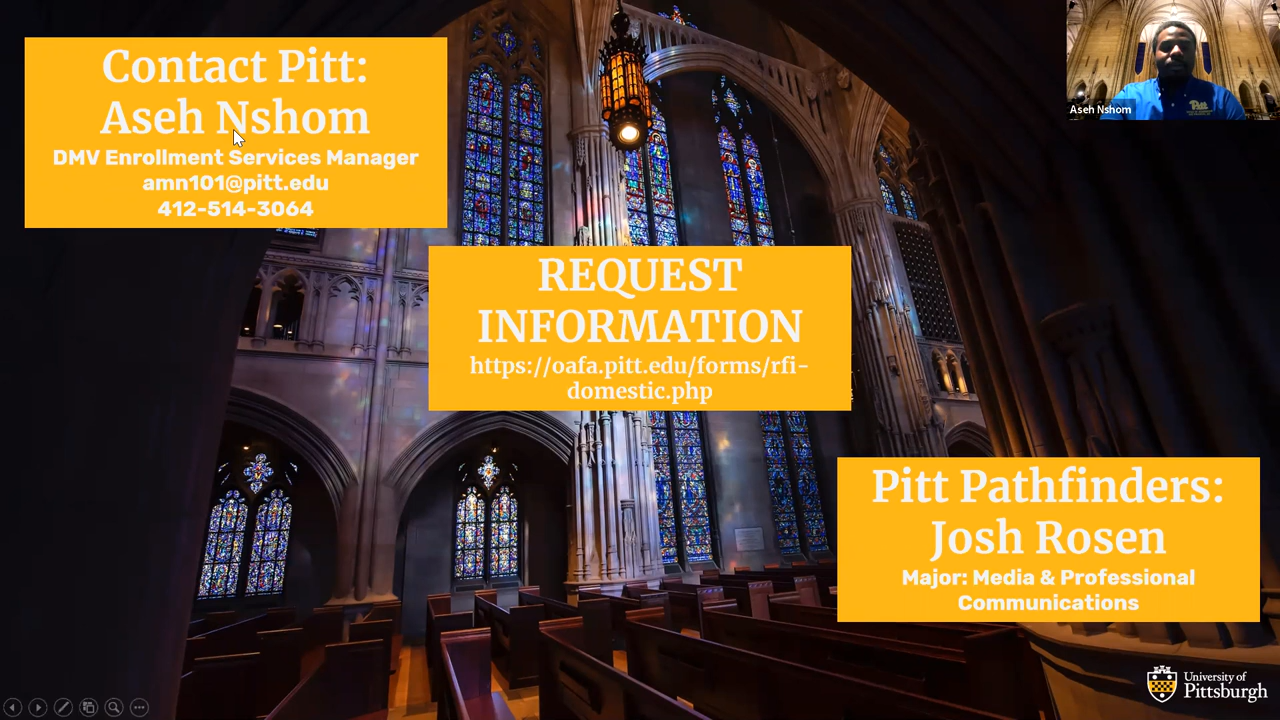 Contact Pitt:
Aseh Nshom
DMV Enrollment Services Manager
amn101@pitt.edu
412-514-3064
Aseh Nshom
REQUEST
INFORMATION
https://oafa.pitt.edu/forms/rfi-
domestic.php
Pitt Pathfinders:
Josh Rosen
Major: Media & Professional
Communications
University of
Pittsburgh